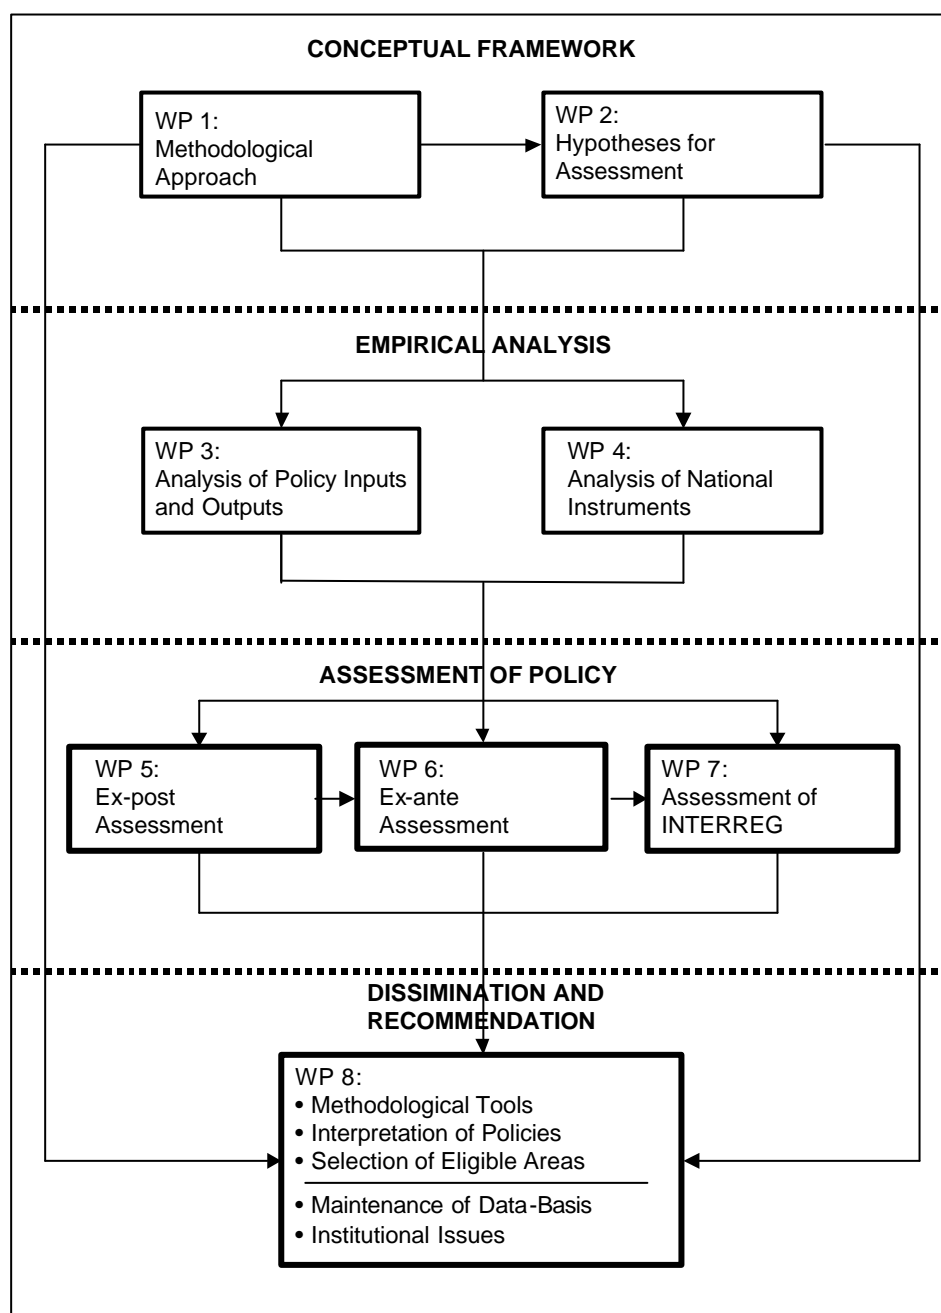 CONCEPTUAL FRAMEWORK
WP 1:
Methodological
Approach
WP 2:
Hypotheses for
Assessment
EMPIRICAL ANALYSIS
WP 3:
Analysis of Policy Inputs
and Outputs
WP 4:
Analysis of National
Instruments
ASSESSMENT OF POLICY
WP 5:
Ex-post
Assessment
WP 6:
Ex-ante
Assessment
WP 7:
Assessment of
INTERREG
DISSIMINATION AND
RECOMMENDATION
WP 8:
• Methodological Tools
• Interpretation of Policies
• Selection of Eligible Areas
• Maintenance of Data-Basis
• Institutional Issues